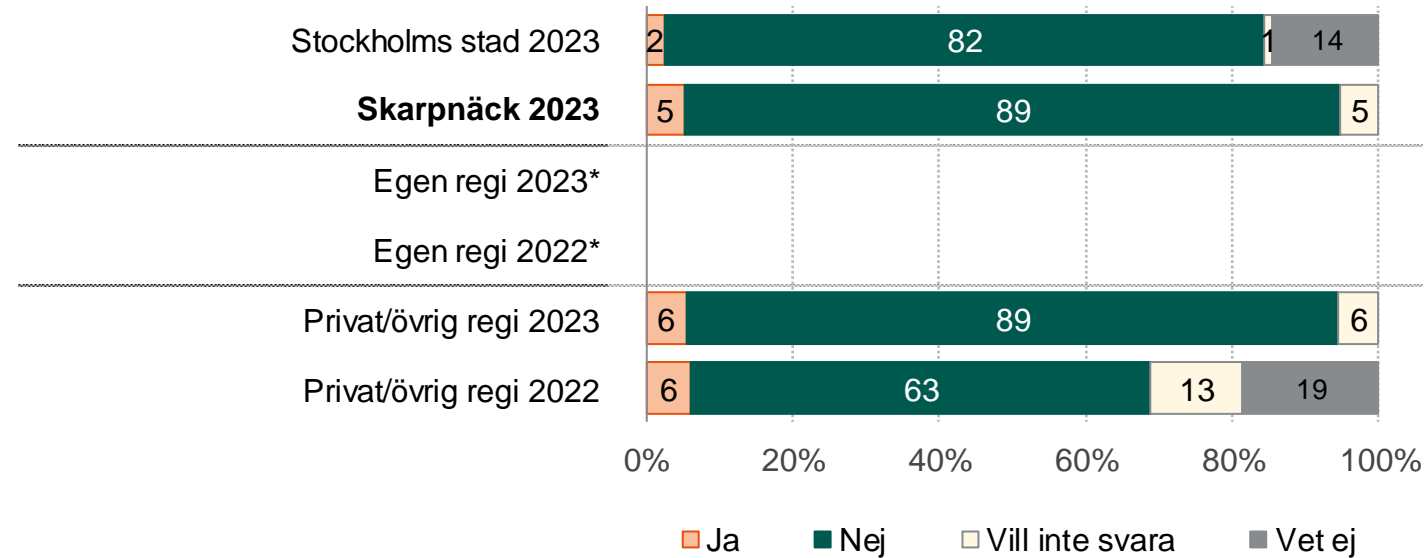 Stockholms stad 2023 2 82 1 14
Skarpnäck 2023 5 89 5
Egen regi 2023*
Egen regi 2022*
Privat/övrig regi 2023 6 89 6
Privat/övrig regi 2022 6 63 13 19
0% 20% 40% 60% 80% 100%
Ja Nej Vill inte svara Vet ej